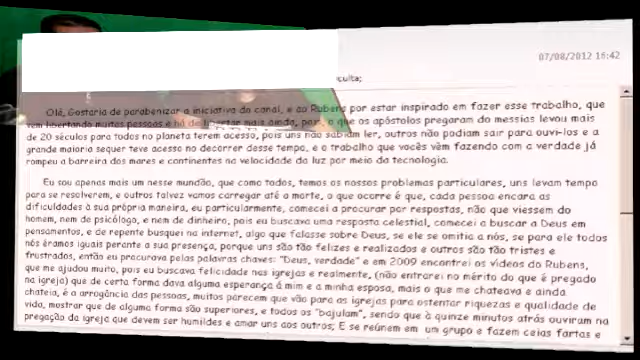 07/08/2012 16:42
culta;
Olá, Gostaria de parabenizar a iniciativa do canal, e ao Rubens por estar inspirado em fazer esse trabalho, que
vem libertando muitas pessoas e há de libertar mais ainda, pois, o que os apóstolos pregaram do messias levou mais
de 20 séculos para todos no planeta terem acesso, pois uns não sabiam ler, outros não podiam sair para ouvi-los e a
grande maioria sequer teve acesso no decorrer desse tempo, e o trabalho que vocês vêm fazendo com a verdade já
rompeu a barreira dos mares e continentes na velocidade da luz por meio da tecnologia.
Eu sou apenas mais um nesse mundão, que como todos, temos os nossos problemas particulares, uns levam tempo
para se resolverem, e outros talvez vamos carregar até a morte, o que ocorre é que, cada pessoa encara as
dificuldades à sua própria maneira, eu particularmente, comecei a procurar por respostas, não que viessem do
homem, nem de psicólogo, e nem de dinheiro, pois eu buscava uma resposta celestial, comecei a buscar a Deus em
pensamentos, e de repente busquei na internet, algo que falasse sobre Deus, se ele se omitia a nós, se para ele todos
nós éramos iguais perante a sua presença, porque uns são tão felizes e realizados e outros são tão tristes e
frustrados, então eu procurava pelas palavras chaves: "Deus, verdade" e em 2009 encontrei os vídeos do Rubens,
que me ajudou muito, pois eu buscava felicidade nas igrejas e realmente, (não entrarei no mérito do que é pregado
na igreja) que de certa forma dava alguma esperança á mim e a minha esposa, mais o que me chateava e ainda
chateia, é a arrogância das pessoas, muitos parecem que vão para as igrejas para ostentar riquezas e qualidade de
vida, mostrar que de alguma forma são superiores, e todos os "bajulam", sendo que à quinze minutos atrás ouviram na
pregação da igreja que devem ser humildes e amar uns aos outros; E se reúnem em um grupo e fazem ceias fartas e